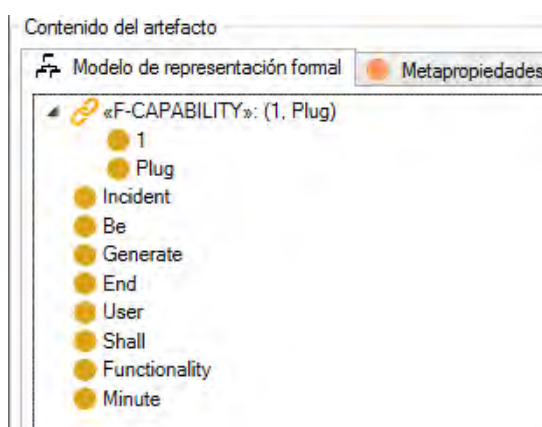 Contenido del artefacto
Modelo de representación formal Metapropiedades
«F-CAPABILITY»: (1, Plug)
1
Plug
Incident
Be
Generate
End
User
Shall
Functionality
Minute